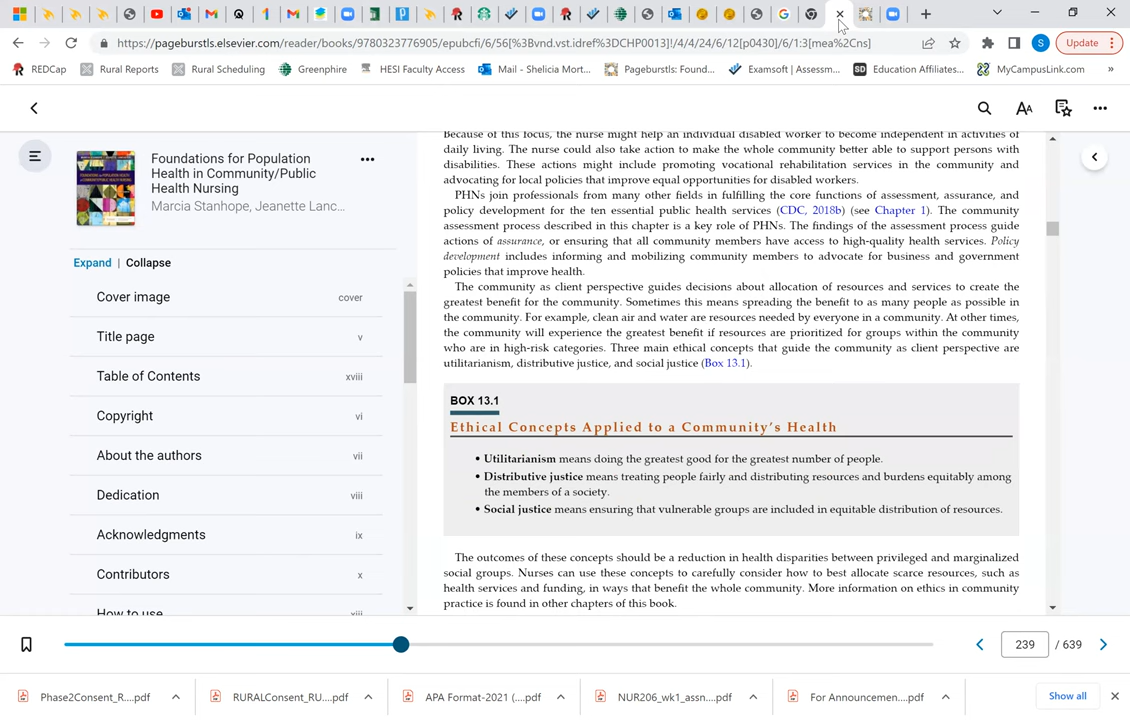 https://pageburstls.elsevier.com/reader/books/9780323776905/epubcfi/6/56[%3Bvnd.vst.idref%3DCHP0013]!/4/4/24/6/12[p0430]/6/1:3[mea%2Cns]
S
Update
REDCap
Rural Reports
Rural Scheduling
Greenphire
HESI Faculty Access
Mail - Shelicia Mort...
Pageburstls: Found...
Examsoft | Assessm...
SD Education Affiliates...
MyCampusLink.com
»
AA
Foundations for Population
Health in Community/Public
Health Nursing
Marcia Stanhope, Jeanette Lanc...
Expand | Collapse
Cover image cover
Title page v
Table of Contents xviii
Copyright vi
About the authors vii
Dedication viii
Acknowledgments ix
Contributors x
How to use xiii
Because of this focus, the nurse might help an individual disabled worker to become independent in activities of
daily living. The nurse could also take action to make the whole community better able to support persons with
disabilities. These actions might include promoting vocational rehabilitation services in the community and
advocating for local policies that improve equal opportunities for disabled workers.
PHNs join professionals from many other fields in fulfilling the core functions of assessment, assurance, and
policy development for the ten essential public health services (CDC, 2018b) (see Chapter 1). The community
assessment process described in this chapter is a key role of PHNs. The findings of the assessment process guide
actions of assurance, or ensuring that all community members have access to high-quality health services. Policy
development includes informing and mobilizing community members to advocate for business and government
policies that improve health.
The community as client perspective guides decisions about allocation of resources and services to create the
greatest benefit for the community. Sometimes this means spreading the benefit to as many people as possible in
the community. For example, clean air and water are resources needed by everyone in a community. At other times,
the community will experience the greatest benefit if resources are prioritized for groups within the community
who are in high-risk categories. Three main ethical concepts that guide the community as client perspective are
utilitarianism, distributive justice, and social justice (Box 13.1).
BOX 13.1
Ethical Concepts Applied to a Community's Health
• Utilitarianism means doing the greatest good for the greatest number of people.
• Distributive justice means treating people fairly and distributing resources and burdens equitably among
the members of a society.
• Social justice means ensuring that vulnerable groups are included in equitable distribution of resources.
The outcomes of these concepts should be a reduction in health disparities between privileged and marginalized
social groups. Nurses can use these concepts to carefully consider how to best allocate scarce resources, such as
health services and funding, in ways that benefit the whole community. More information on ethics in community
practice is found in other chapters of this book.
239 / 639
Phase2Consent_R....pdf
RURALConsent_RU....pdf
APA Format-2021 (....pdf
NUR206_wk1_assn....pdf
For Announcemen....pdf
Show all